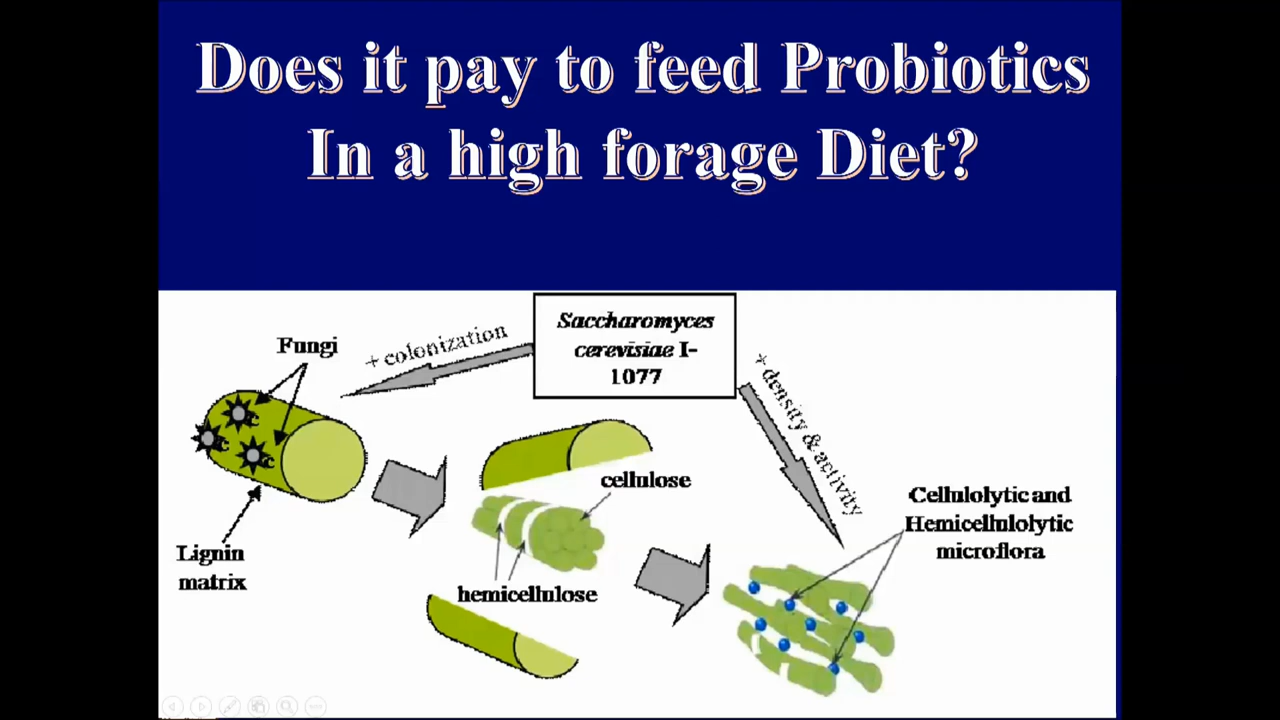 Does it pay to feed Probiotics
In a high forage Diet?
Saccharomyces
cerevisiae I-
1077
+ colonization
+ density & activity
Fungi
Lignin
matrix
cellulose
hemicellulose
Cellulolytic and
Hemicellulolytic
microflora